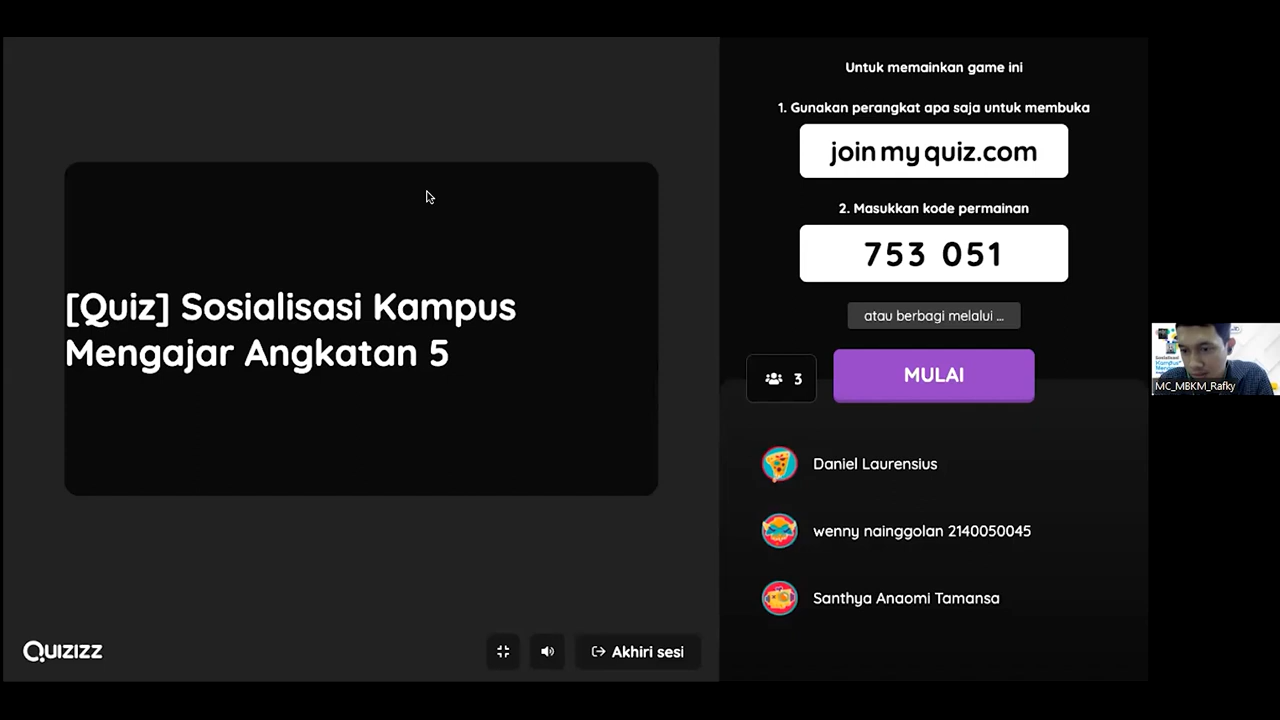 [Quiz] Sosialisasi Kampus
Mengajar Angkatan 5
QUIZIZZ
Akhiri sesi
Untuk memainkan game ini
1. Gunakan perangkat apa saja untuk membuka
joinmyquiz.com
2. Masukkan kode permainan
753 051
atau berbagi melalui ...
3
MULAI
Daniel Laurensius
wenny nainggolan 2140050045
Santhya Anaomi Tamansa
MC_MBKM_Rafky